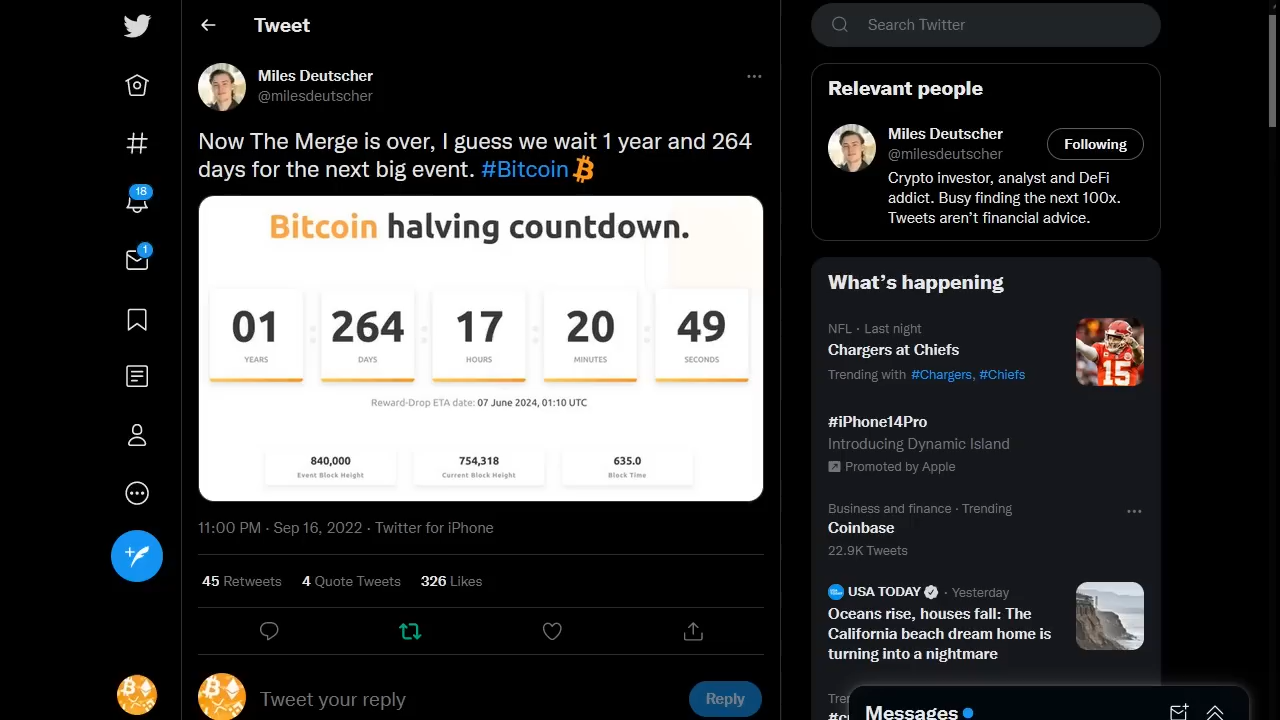 Tweet
Miles Deutscher
@milesdeutscher
Now The Merge is over, I guess we wait 1 year and 264
days for the next big event. #Bitcoin
Bitcoin halving countdown.
01
YEARS
264
DAYS
17
HOURS
20
MINUTES
49
SECONDS
Reward-Drop ETA date: 07 June 2024, 01:10 UTC
840,000
Event Block Height
754,318
Current Block Height
635.0
Block Time
11:00 PM · Sep 16, 2022 · Twitter for iPhone
45 Retweets 4 Quote Tweets 326 Likes
Tweet your reply
Reply
18
1
Search Twitter
Relevant people
Miles Deutscher
@milesdeutscher
Following
Crypto investor, analyst and DeFi
addict. Busy finding the next 100x.
Tweets aren't financial advice.
What's happening
NFL · Last night
Chargers at Chiefs
Trending with #Chargers, #Chiefs
15
#iPhone14Pro
Introducing Dynamic Island
Promoted by Apple
Business and finance · Trending
Coinbase
22.9K Tweets
USA TODAY · Yesterday
Oceans rise, houses fall: The
California beach dream home is
turning into a nightmare
Messages